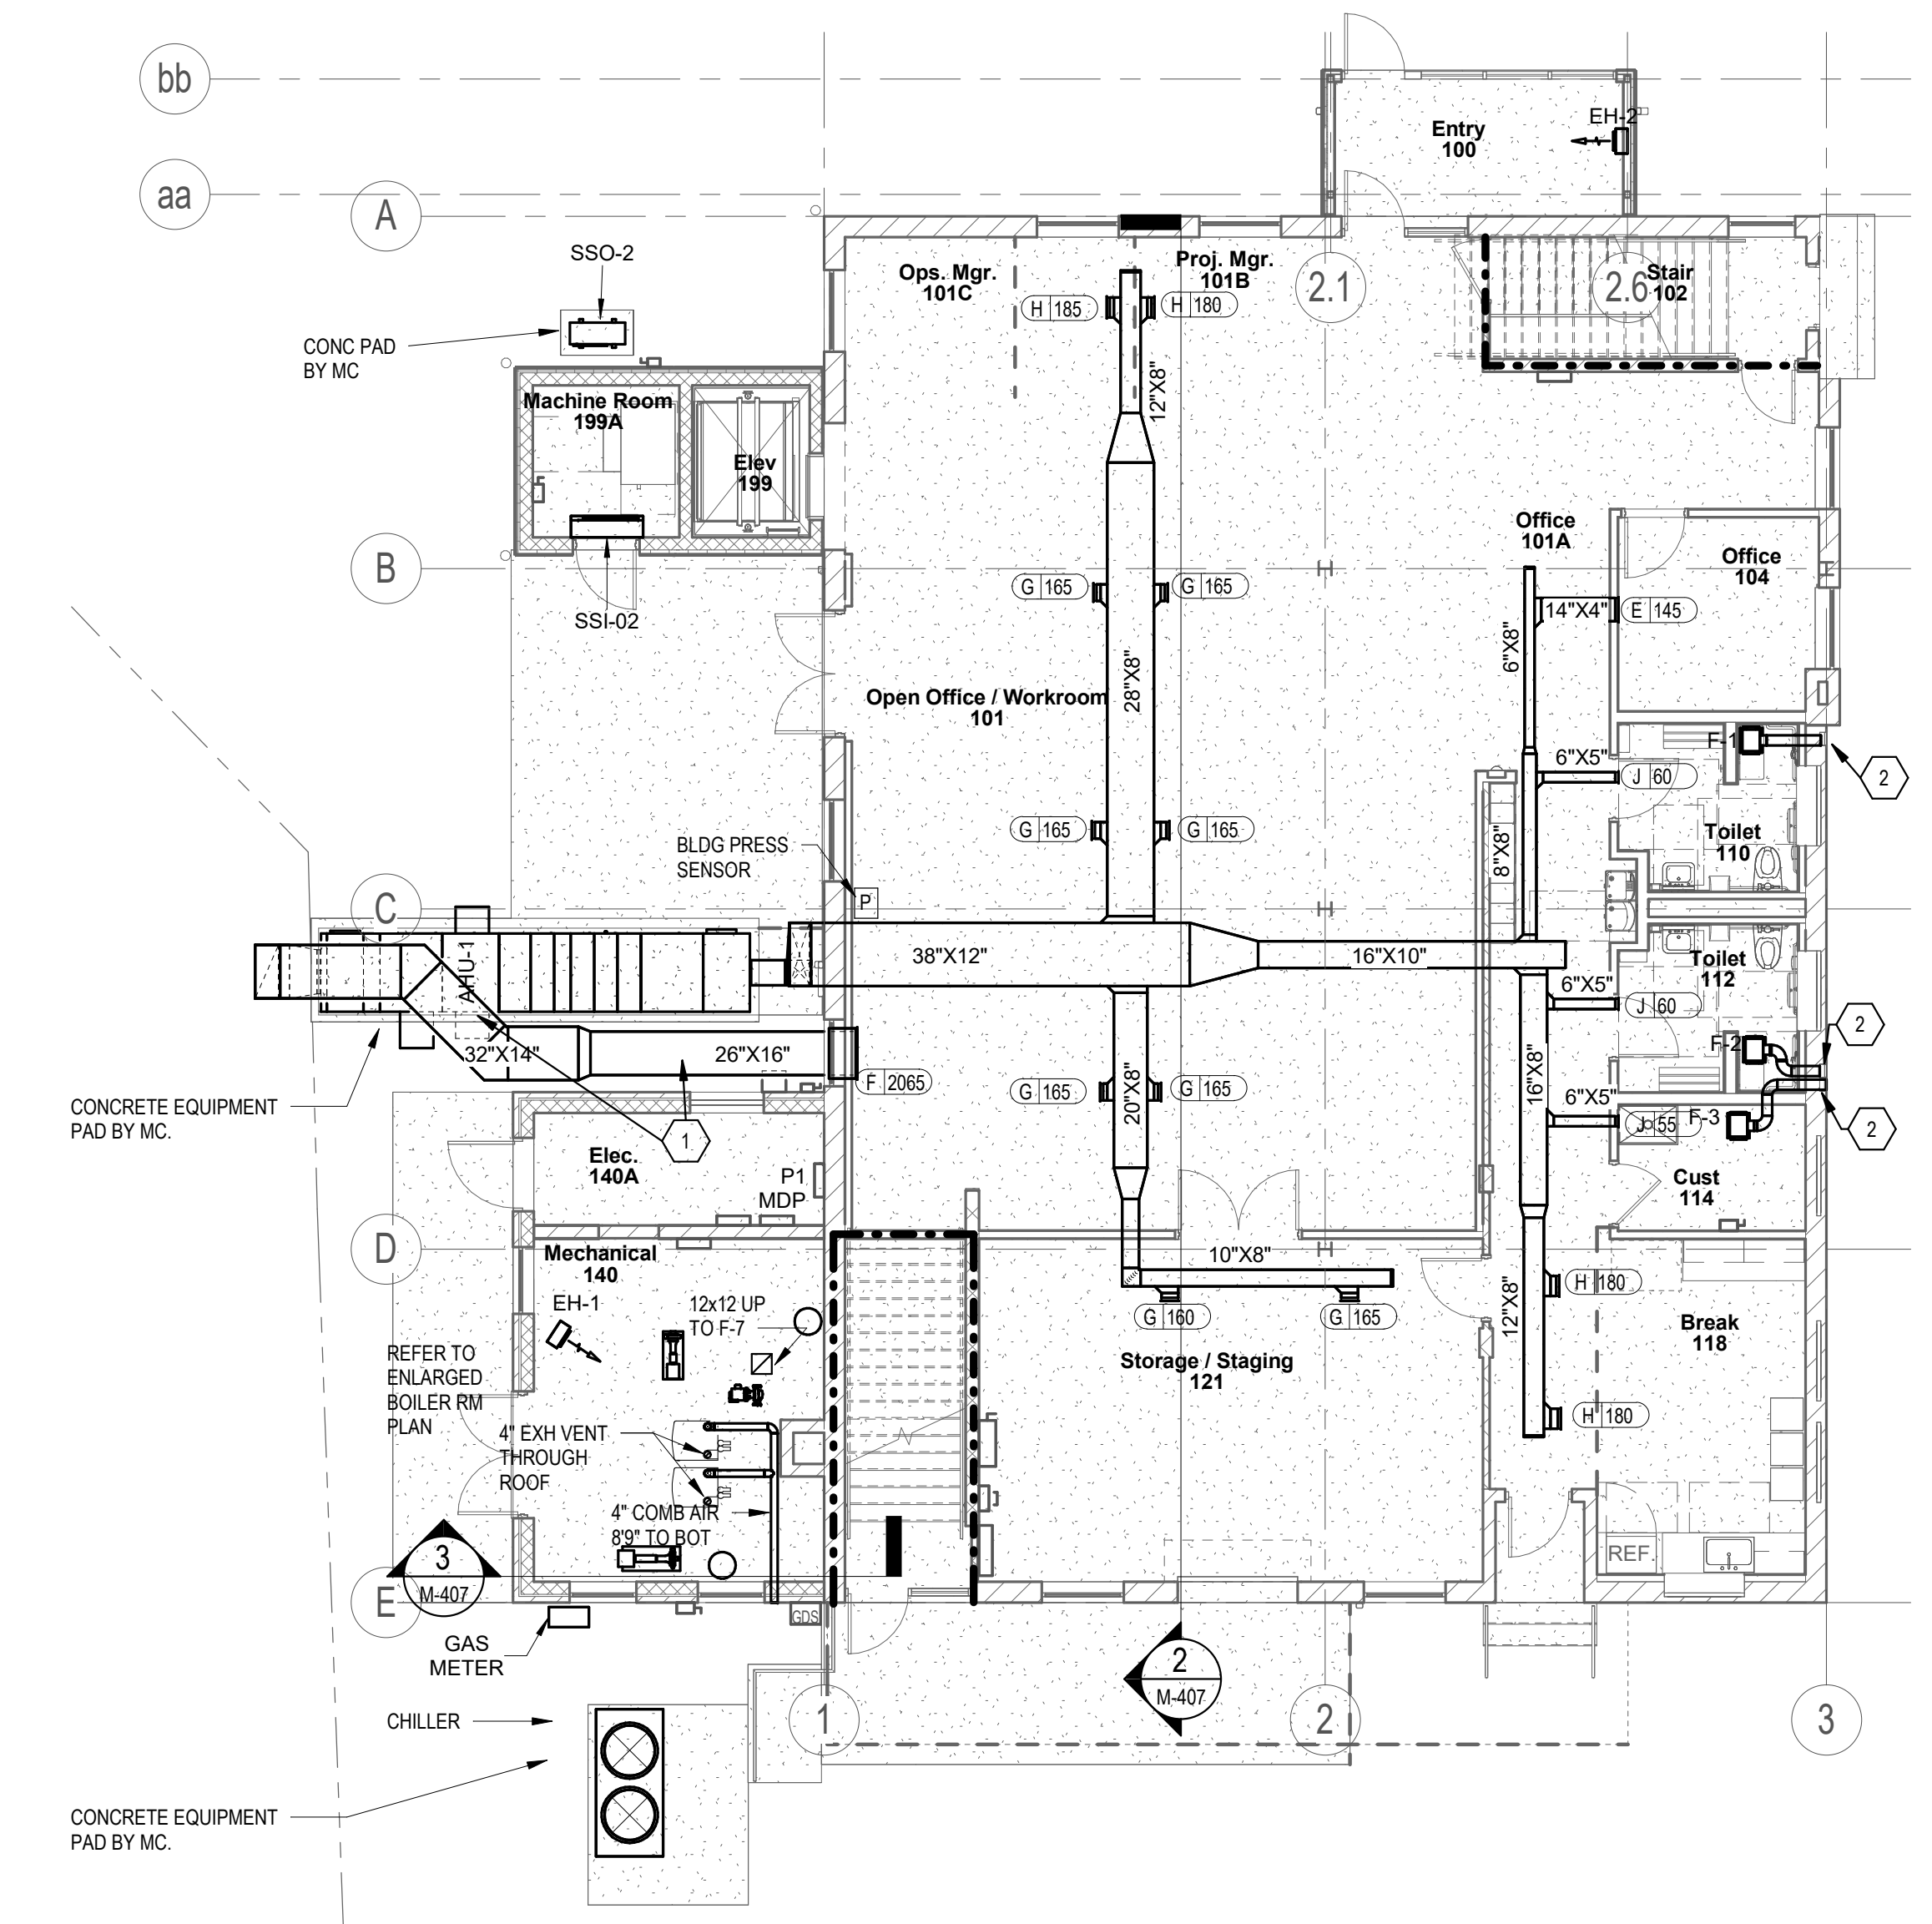 bb
aa
A
Entry
100
EH-2
SSO-2
CONC PAD
BY MC
Ops. Mgr.
101C
Proj. Mgr.
101B
H 185
H 180
2.1
2.6
Stair
102
12"X8"
Machine Room
199A
Elev
199
B
SSI-02
Office
101A
Office
104
G 165
G 165
14"X4"
E 145
6"X8"
28"X8"
Open Office / Workroom
101
F-1
6"X5"
J 60
2
Toilet
110
BLDG PRESS
SENSOR
P
G 165
G 165
8"X8"
C
AHU-1
38"X12"
16"X10"
Toilet
112
6"X5"
J 60
F-2
2
32"X14"
26"X16"
F 2065
G 165
G 165
20"X8"
16"X8"
6"X5"
J 55
F-3
2
CONCRETE EQUIPMENT
PAD BY MC.
1
Elec.
140A
P1
MDP
Cust
114
D
Mechanical
140
EH-1
12x12 UP
TO F-7
10"X8"
G 160
G 165
12"X8"
H 180
Break
118
REFER TO
ENLARGED
BOILER RM
PLAN
Storage / Staging
121
H 180
4" EXH VENT
THROUGH
ROOF
4" COMB AIR
8'9" TO BOT
3
M-407
REF.
E
GDS
GAS
METER
2
M-407
CHILLER
1
2
3
CONCRETE EQUIPMENT
PAD BY MC.